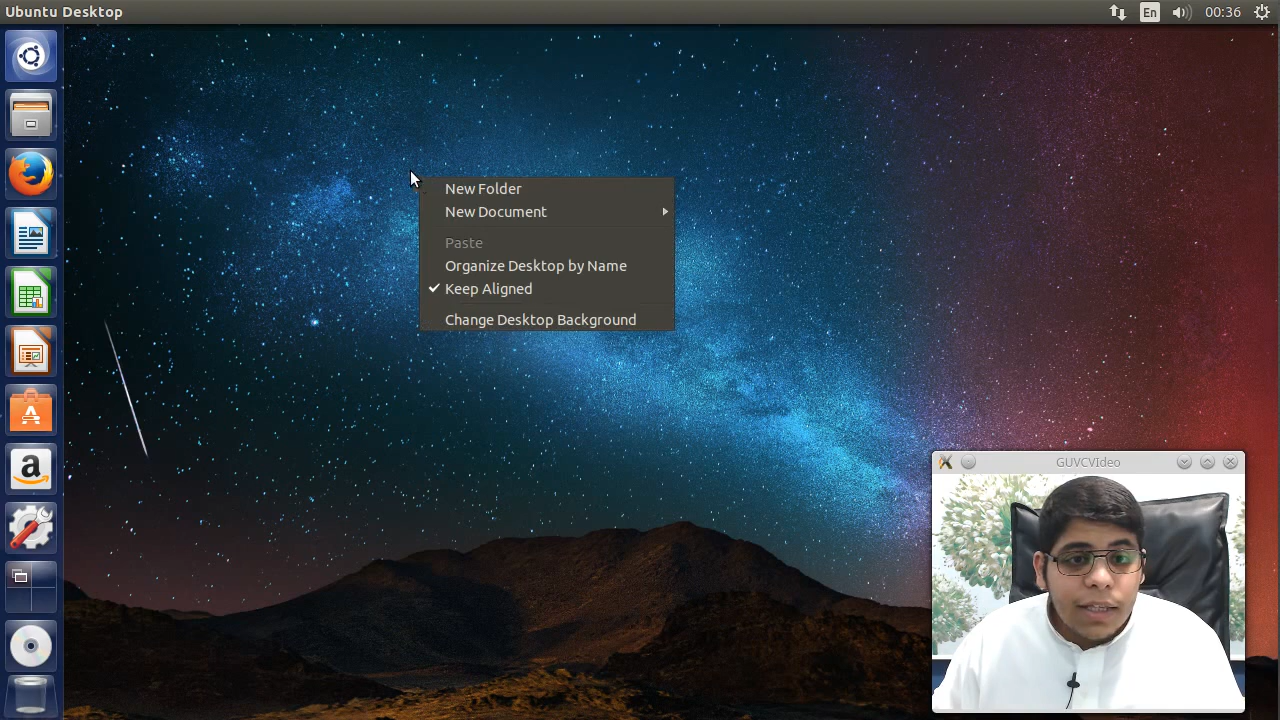 Ubuntu Desktop
En
00:36
New Folder
New Document
Paste
Organize Desktop by Name
Keep Aligned
Change Desktop Background
GUVCVIdeo